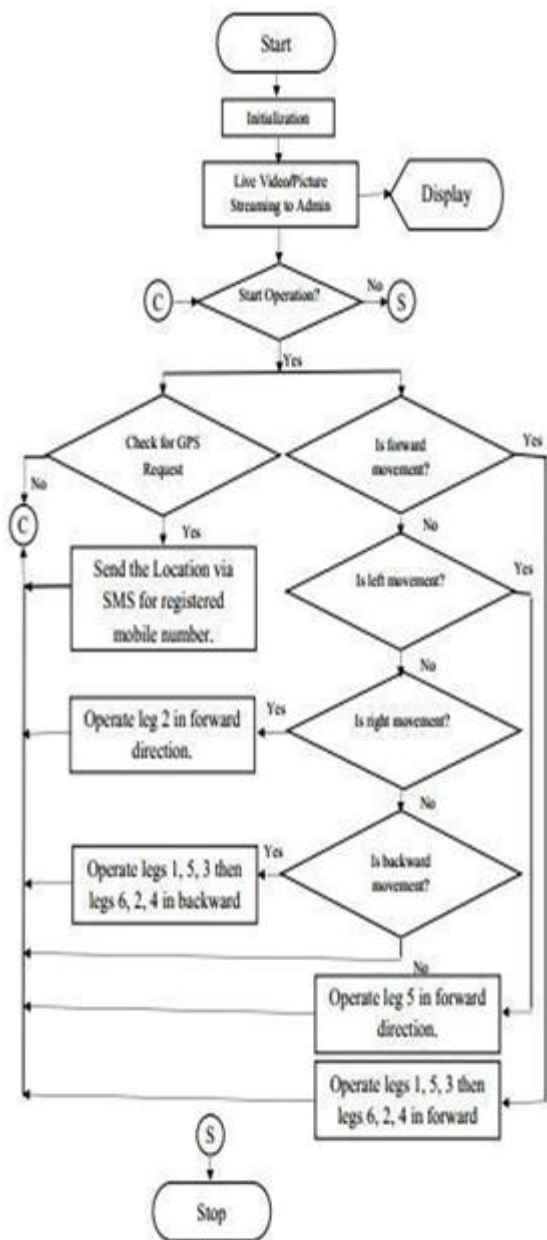 Start
Initialization
Live Video/Picture
Streaming to Admin
Display
C
Start Operation?
No
S
Yes
Check for GPS
Request
Is forward
movement?
Yes
No
C
Yes
No
Send the Location via
SMS for registered
mobile number.
Is left movement?
Yes
No
Operate leg 2 in forward
direction.
Yes
Is right movement?
No
Operate legs 1, 5, 3 then
legs 6, 2, 4 in backward
Yes
Is backward
movement?
No
Operate leg 5 in forward
direction.
Operate legs 1, 5, 3 then
legs 6, 2, 4 in forward
S
Stop